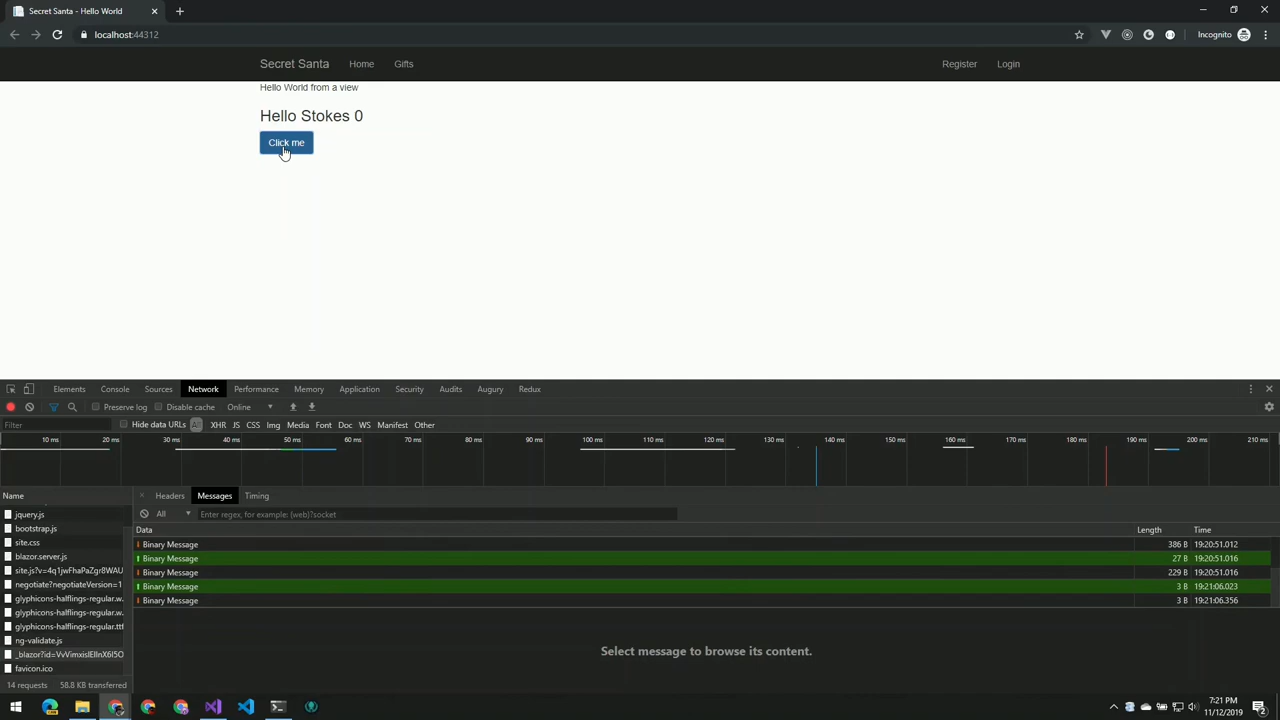 Secret Santa - Hello World
localhost:44312
Incognito
Secret Santa Home Gifts Register Login
Hello World from a view
Hello Stokes 0
Click me
Elements Console Sources Network Performance Memory Application Security Audits Augury Redux
Preserve log Disable cache Online
Filter Hide data URLs All XHR JS CSS Img Media Font Doc WS Manifest Other
10 ms 20 ms 30 ms 40 ms 50 ms 60 ms 70 ms 80 ms 90 ms 100 ms 110 ms 120 ms 130 ms 140 ms 150 ms 160 ms 170 ms 180 ms 190 ms 200 ms 210 ms
Name
jquery.js
bootstrap.js
site.css
blazor.server.js
site.js?v=4q1jwFhaPaZgr8WAU
negotiate?negotiateVersion=1
glyphicons-halflings-regular.w
glyphicons-halflings-regular.w
glyphicons-halflings-regular.ttf
ng-validate.js
favicon.ico
14 requests 58.8 KB transferred
Headers Messages Timing
All Enter regex, for example: (web)?socket
Data Length Time
Binary Message 386 B 19:20:51.012
Binary Message 27 B 19:20:51.016
Binary Message 229 B 19:20:51.016
Binary Message 3 B 19:21:06.023
Binary Message 3 B 19:21:06.356
Select message to browse its content.
7:21 PM
11/12/2019
2